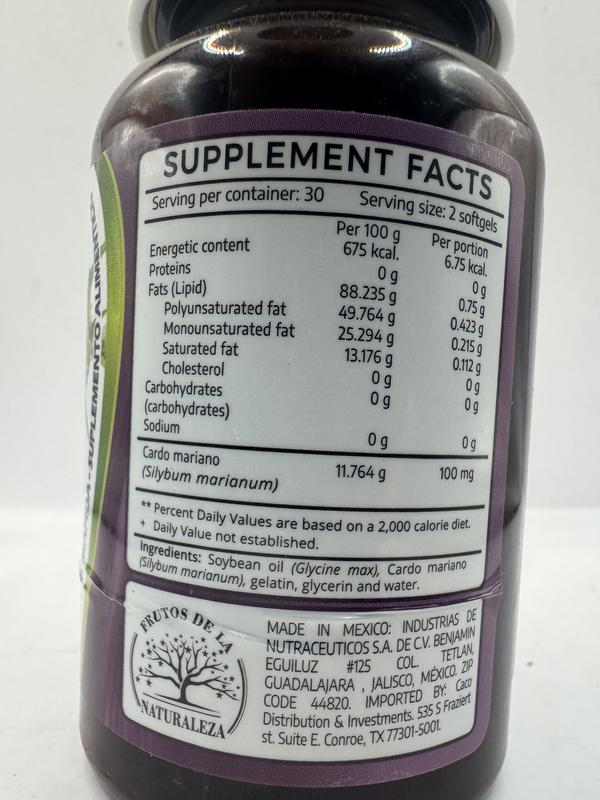 SUPPLEMENT FACTS
Serving per container: 30 Serving size: 2 softgels
Per 100 g Per portion
Energetic content 675 kcal. 6.75 kcal.
Proteins 0 g 0 g
Fats (Lipid) 88.235 g 0.75 g
Polyunsaturated fat 49.764 g 0.423 g
Monounsaturated fat 25.294 g 0.215 g
Saturated fat 13.176 g 0.112 g
Cholesterol 0 g 0 g
Carbohydrates 0 g 0 g
(carbohydrates)
Sodium 0 g 0 g
Cardo mariano
(Silybum marianum) 11.764 g 100 mg
** Percent Daily Values are based on a 2,000 calorie diet.
+ Daily Value not established.
Ingredients: Soybean oil (Glycine max), Cardo mariano
(Silybum marianum), gelatin, glycerin and water.
FRUTOS DE LA
NATURALEZA
MADE IN MEXICO: INDUSTRIAS DE
NUTRACEUTICOS S.A. DE C.V. BENJAMIN
EGUILUZ #125 COL. TETLAN,
GUADALAJARA , JALISCO, MÉXICO. ZIP
CODE 44820. IMPORTED BY: Caco
Distribution & Investments. 535 S Fraziert
st. Suite E. Conroe, TX 77301-5001.
SUPLEMENTO ALIMENTICI